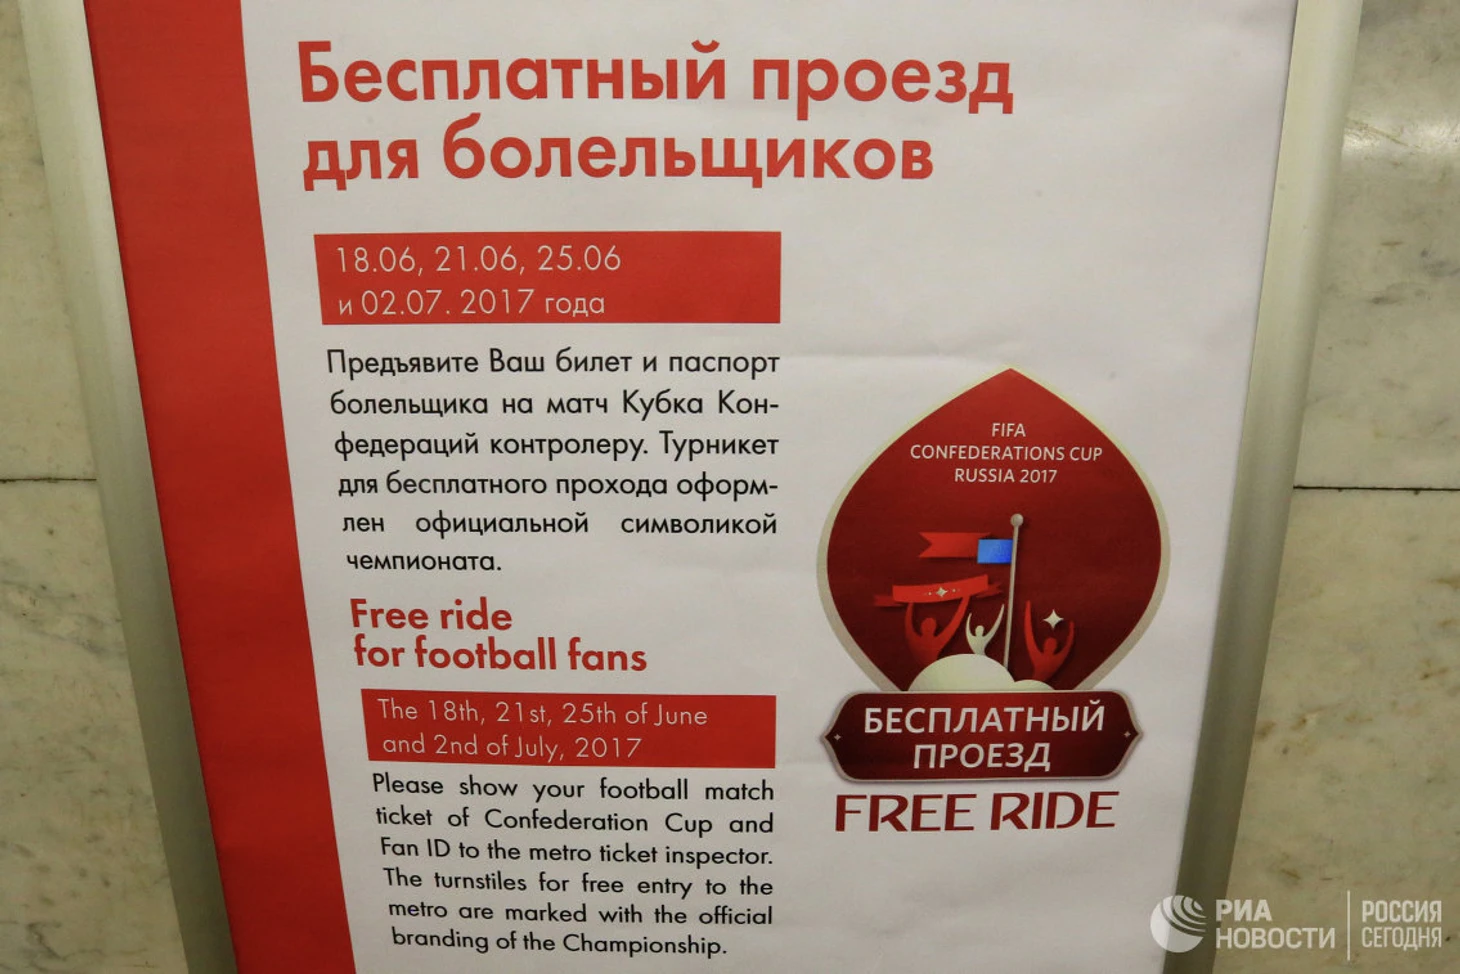 Бесплатный проезд
для болельщиков
18.06, 21.06, 25.06
и 02.07. 2017 года
Предъявите Ваш билет и паспорт
болельщика на матч Кубка Кон-
федераций контролеру. Турникет
для бесплатного прохода оформ-
лен официальной символикой
чемпионата.
Free ride
for football fans
The 18th, 21st, 25th of June
and 2nd of July, 2017
Please show your football match
ticket of Confederation Cup and
Fan ID to the metro ticket inspector.
The turnstiles for free entry to the
metro are marked with the official
branding of the Championship.
FIFA
CONFEDERATIONS CUP
RUSSIA 2017
БЕСПЛАТНЫЙ
ПРОЕЗД
FREE RIDE
РИА
НОВОСТИ
РОССИЯ
СЕГОДНЯ